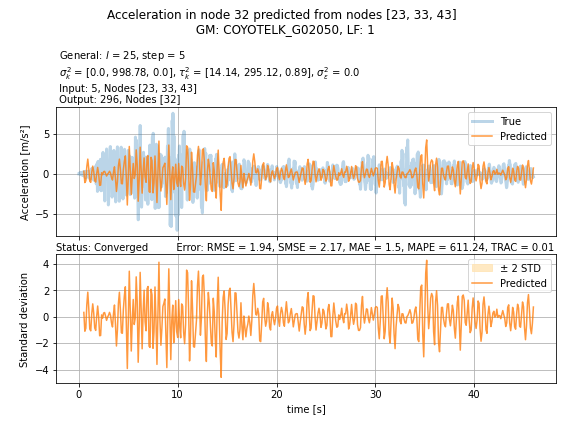 Acceleration in node 32 predicted from nodes [23, 33, 43]
GM: COYOTELK_G02050, LF: 1
General: l = 25, step = 5
σ²ₖ = [0.0, 998.78, 0.0], τ²ₖ = [14.14, 295.12, 0.89], σ²ε = 0.0
Input: 5, Nodes [23, 33, 43]
Output: 296, Nodes [32]
Acceleration [m/s²]
5
0
−5
True
Predicted
Status: Converged Error: RMSE = 1.94, SMSE = 2.17, MAE = 1.5, MAPE = 611.24, TRAC = 0.01
Standard deviation
4
2
0
−2
−4
± 2 STD
Predicted
0 10 20 30 40
time [s]